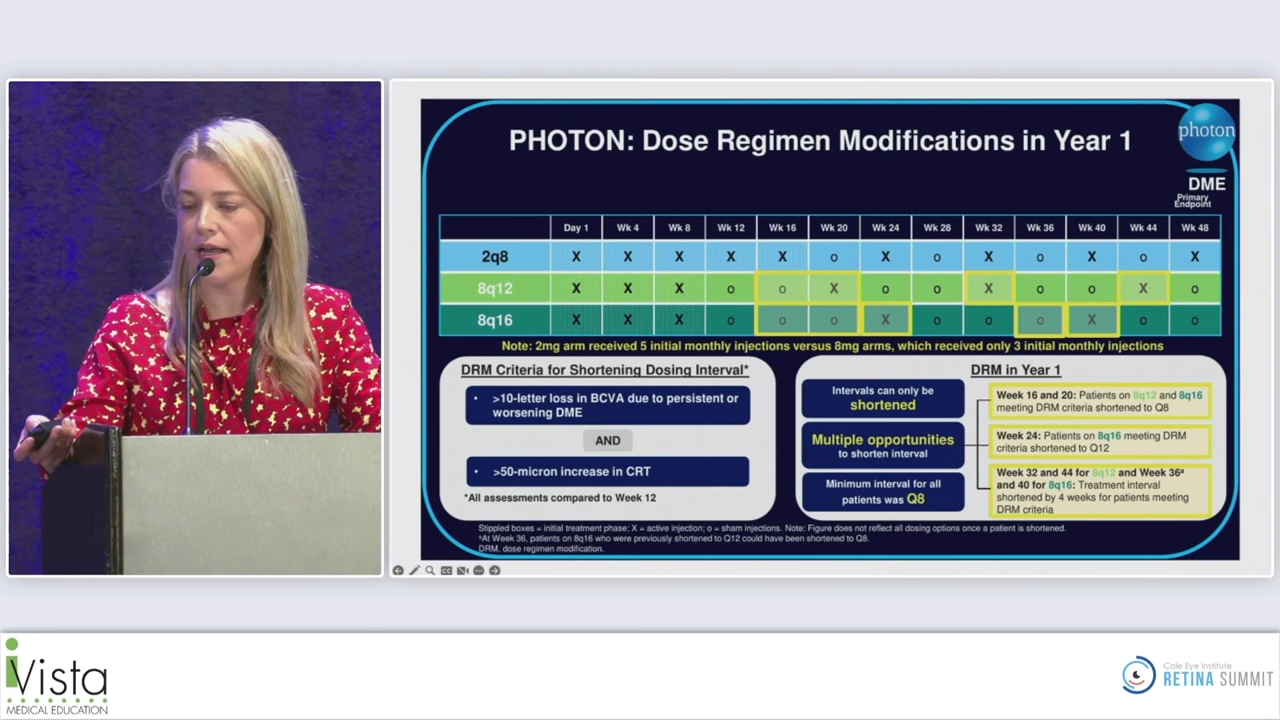 PHOTON: Dose Regimen Modifications in Year 1
photon
DME
Primary
Endpoint
Day 1 Wk 4 Wk 8 Wk 12 Wk 16 Wk 20 Wk 24 Wk 28 Wk 32 Wk 36 Wk 40 Wk 44 Wk 48
2q8 X X X X X o X o X o X o X
8q12 X X X o o X o o X o o X o
8q16 X X X o o o X o o o X o o
Note: 2mg arm received 5 initial monthly injections versus 8mg arms, which received only 3 initial monthly injections
DRM Criteria for Shortening Dosing Interval*
• >10-letter loss in BCVA due to persistent or
worsening DME
AND
• >50-micron increase in CRT
*All assessments compared to Week 12
DRM in Year 1
Intervals can only be
shortened
Multiple opportunities
to shorten interval
Minimum interval for all
patients was Q8
Week 16 and 20: Patients on 8q12 and 8q16
meeting DRM criteria shortened to Q8
Week 24: Patients on 8q16 meeting DRM
criteria shortened to Q12
Week 32 and 44 for 8q12 and Week 36ª
and 40 for 8q16: Treatment interval
shortened by 4 weeks for patients meeting
DRM criteria
Stippled boxes = initial treatment phase; X = active injection; o = sham injections. Note: Figure does not reflect all dosing options once a patient is shortened.
ªAt Week 36, patients on 8q16 who were previously shortened to Q12 could have been shortened to Q8.
DRM, dose regimen modification.
iVista
MEDICAL EDUCATION
Cole Eye Institute
RETINA SUMMIT